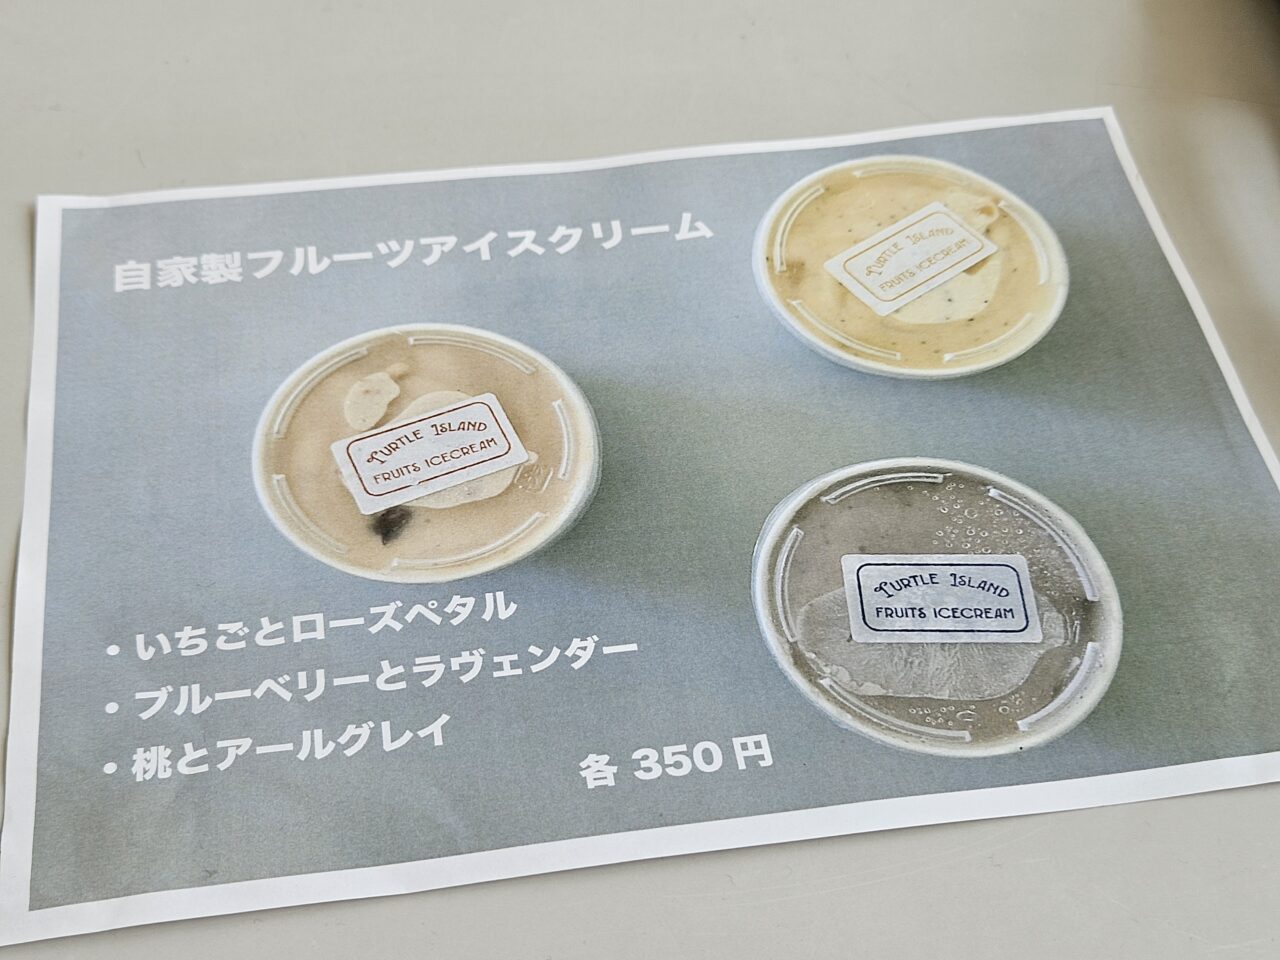 自家製フルーツアイスクリーム
TURTLE ISLAND
FRUITS ICECREAM
TURTLE ISLAND
FRUITS ICECREAM
TURTLE ISLAND
FRUITS ICECREAM
・いちごとローズペタル
・ブルーベリーとラヴェンダー
・桃とアールグレイ
各 350 円